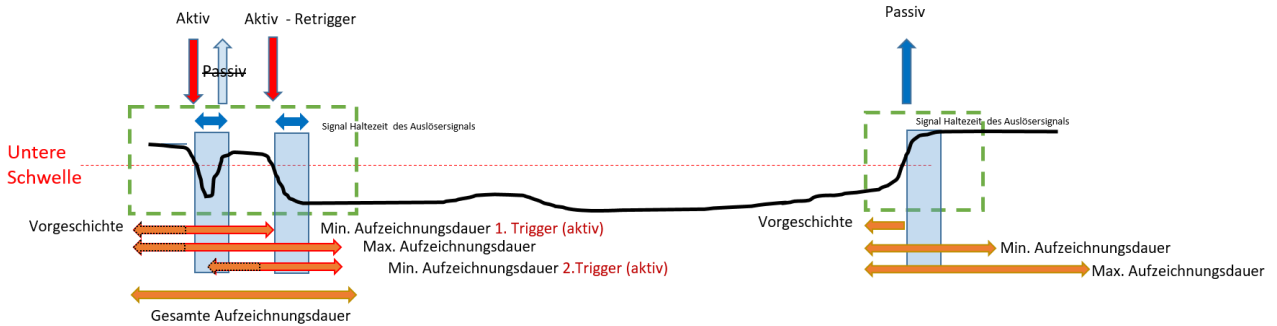 Aktiv
Aktiv - Retrigger
Passiv
Passiv
Signal Haltezeit des Auslösersignals
Signal Haltezeit des Auslösersignals
Untere
Schwelle
Vorgeschichte
Min. Aufzeichnungsdauer 1. Trigger (aktiv)
Max. Aufzeichnungsdauer
Min. Aufzeichnungsdauer 2.Trigger (aktiv)
Gesamte Aufzeichnungsdauer
Vorgeschichte
Min. Aufzeichnungsdauer
Max. Aufzeichnungsdauer